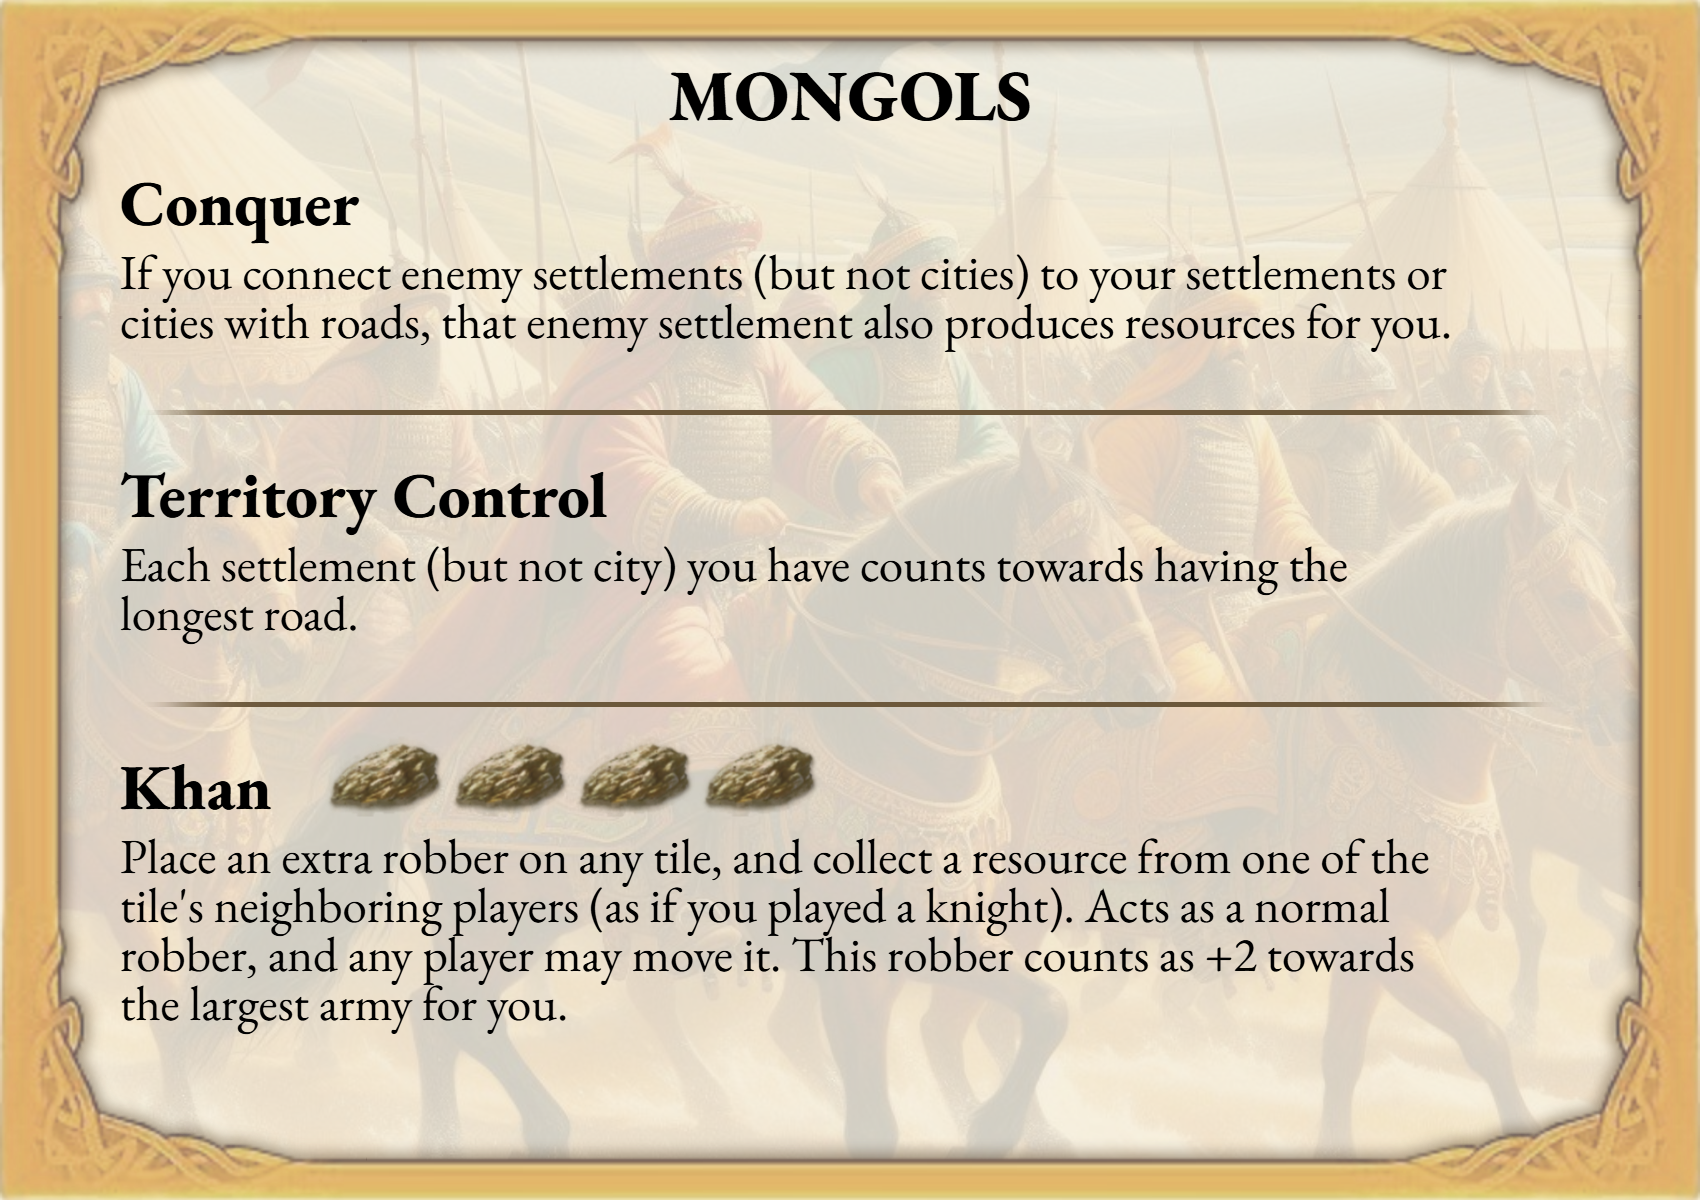 MONGOLS
Conquer
If you connect enemy settlements (but not cities) to your settlements or
cities with roads, that enemy settlement also produces resources for you.
Territory Control
Each settlement (but not city) you have counts towards having the
longest road.
Khan
Place an extra robber on any tile, and collect a resource from one of the
tile's neighboring players (as if you played a knight). Acts as a normal
robber, and any player may move it. This robber counts as +2 towards
the largest army for you.